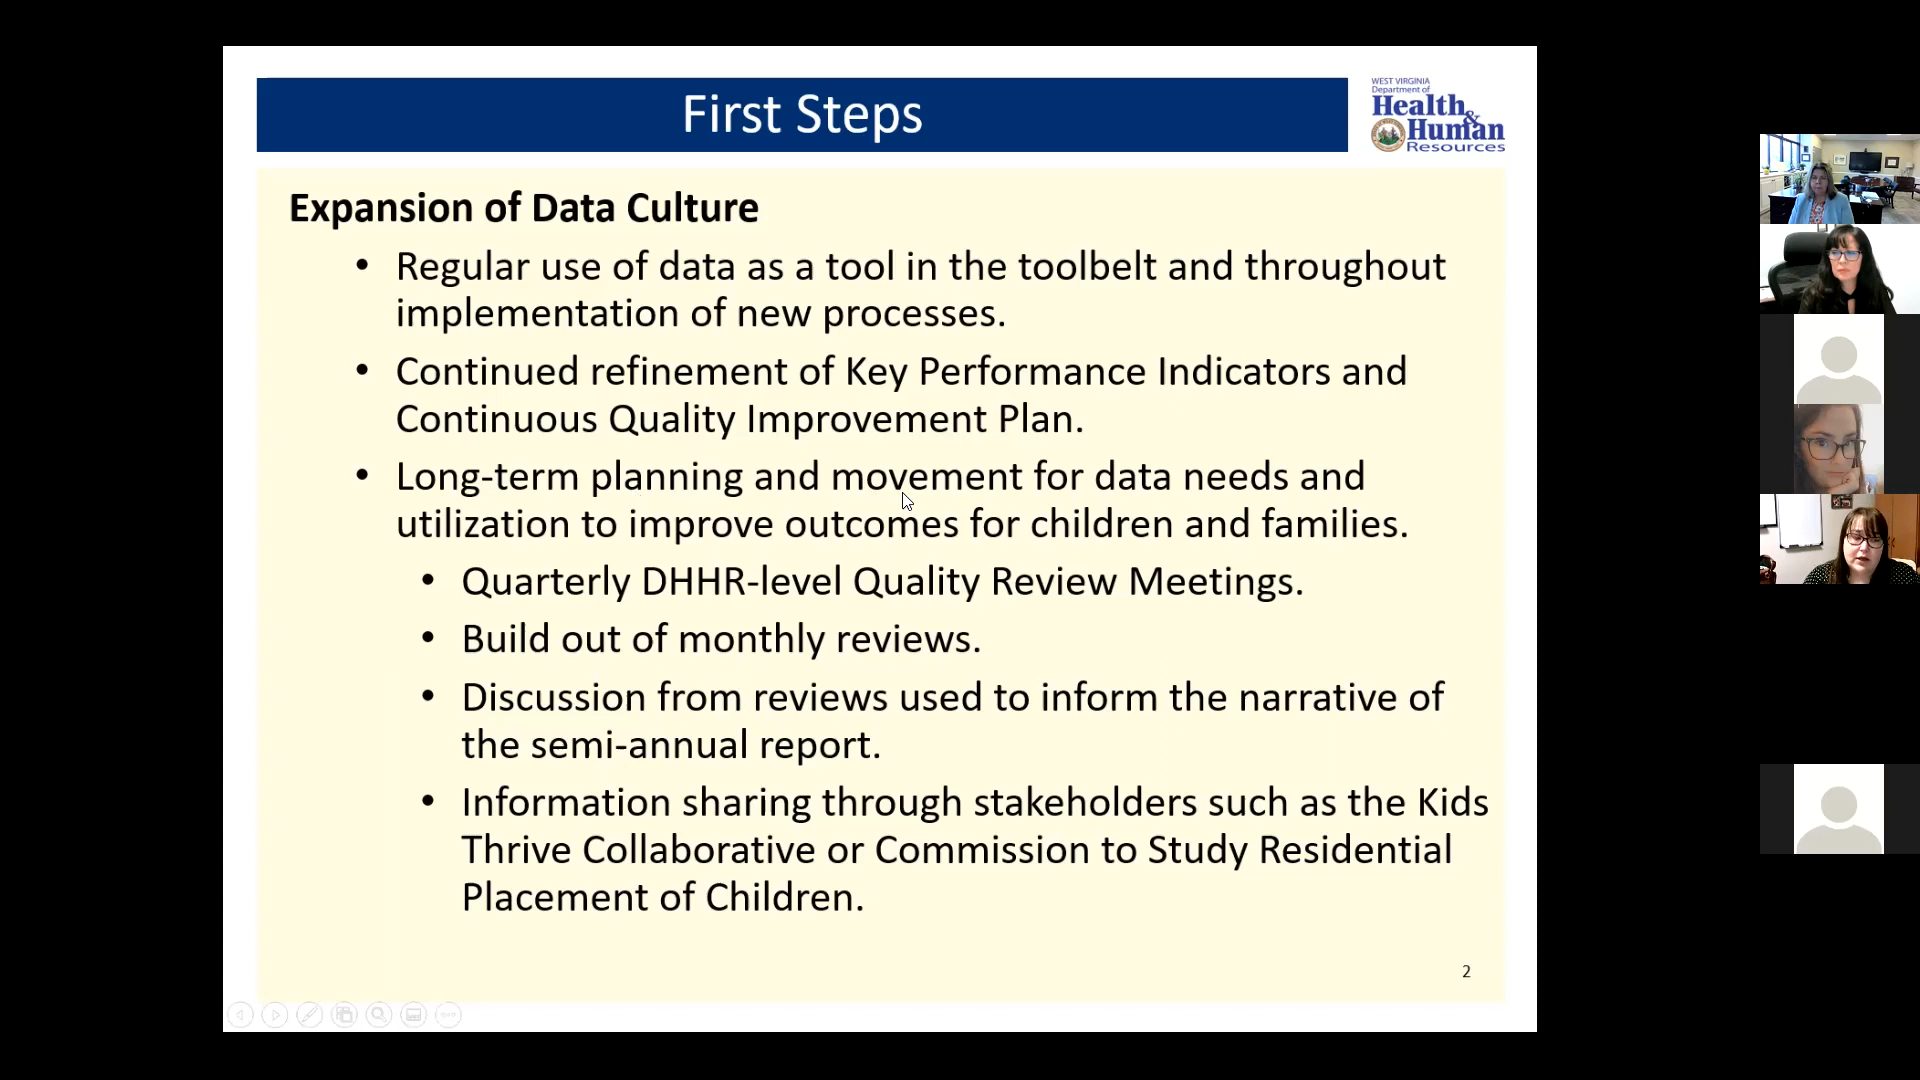 First Steps
WEST VIRGINIA
Department of
Health
&
Human
Resources
Expansion of Data Culture
• Regular use of data as a tool in the toolbelt and throughout
implementation of new processes.
• Continued refinement of Key Performance Indicators and
Continuous Quality Improvement Plan.
• Long-term planning and movement for data needs and
utilization to improve outcomes for children and families.
• Quarterly DHHR-level Quality Review Meetings.
• Build out of monthly reviews.
• Discussion from reviews used to inform the narrative of
the semi-annual report.
• Information sharing through stakeholders such as the Kids
Thrive Collaborative or Commission to Study Residential
Placement of Children.
2